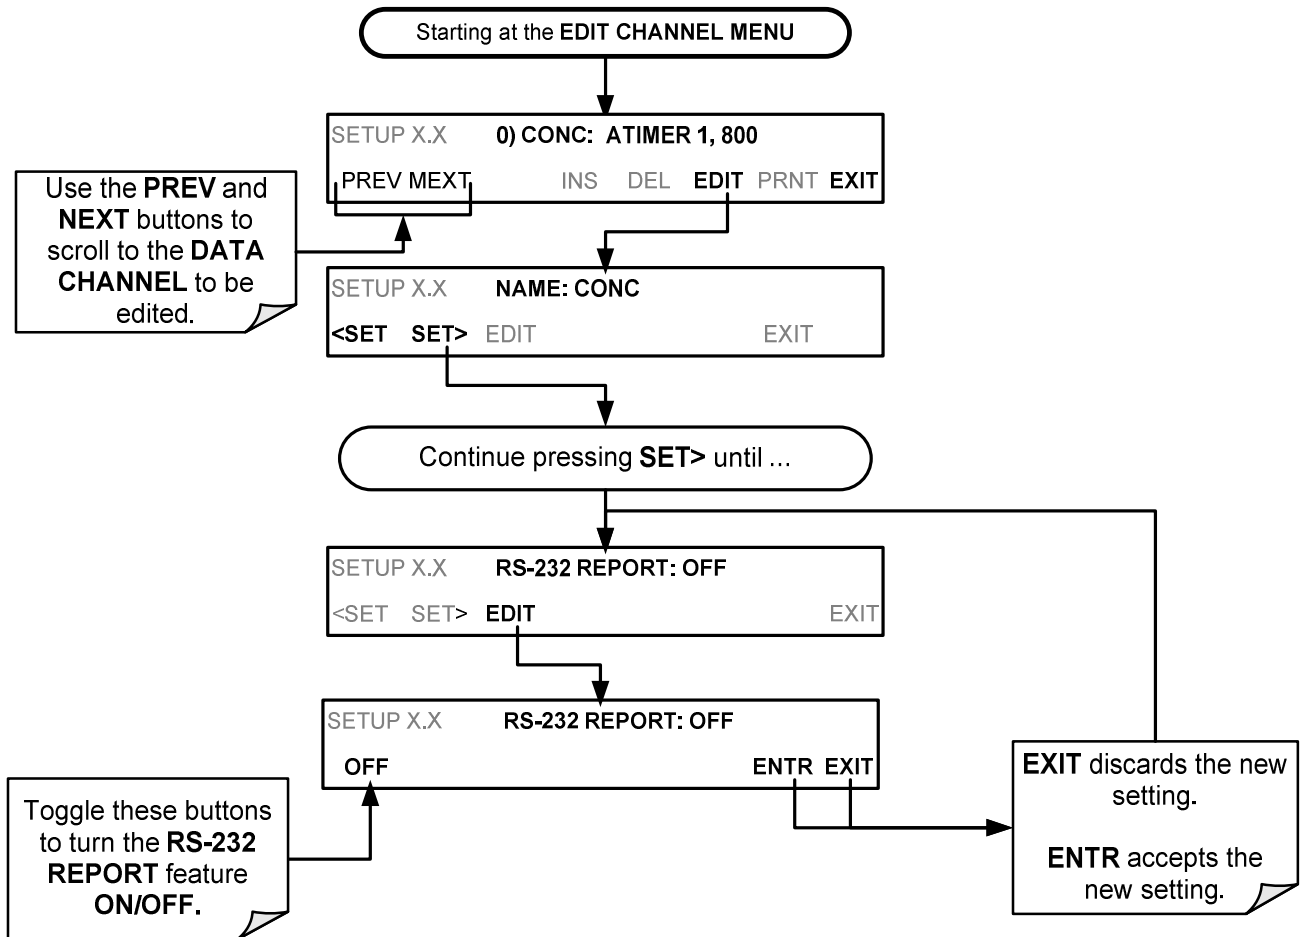 Starting at the EDIT CHANNEL MENU
SETUP X.X 0) CONC: ATIMER 1, 800
PREV MEXT INS DEL EDIT PRNT EXIT
Use the PREV and
NEXT buttons to
scroll to the DATA
CHANNEL to be
edited.
SETUP X.X NAME: CONC
<SET SET> EDIT EXIT
Continue pressing SET> until ...
SETUP X.X RS-232 REPORT: OFF
<SET SET> EDIT EXIT
SETUP X.X RS-232 REPORT: OFF
OFF ENTR EXIT
Toggle these buttons
to turn the RS-232
REPORT feature
ON/OFF.
EXIT discards the new
setting.
ENTR accepts the
new setting.